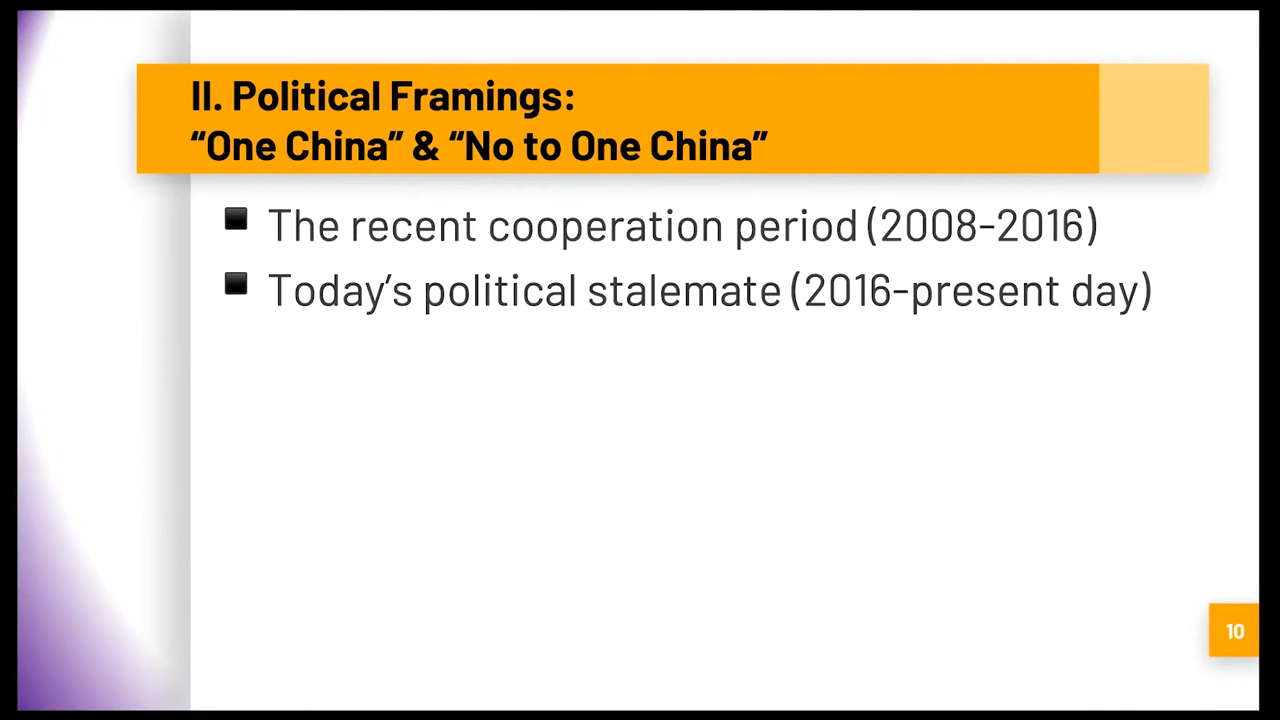 II. Political Framings:
“One China” & “No to One China”
The recent cooperation period (2008-2016)
Today’s political stalemate (2016-present day)
10